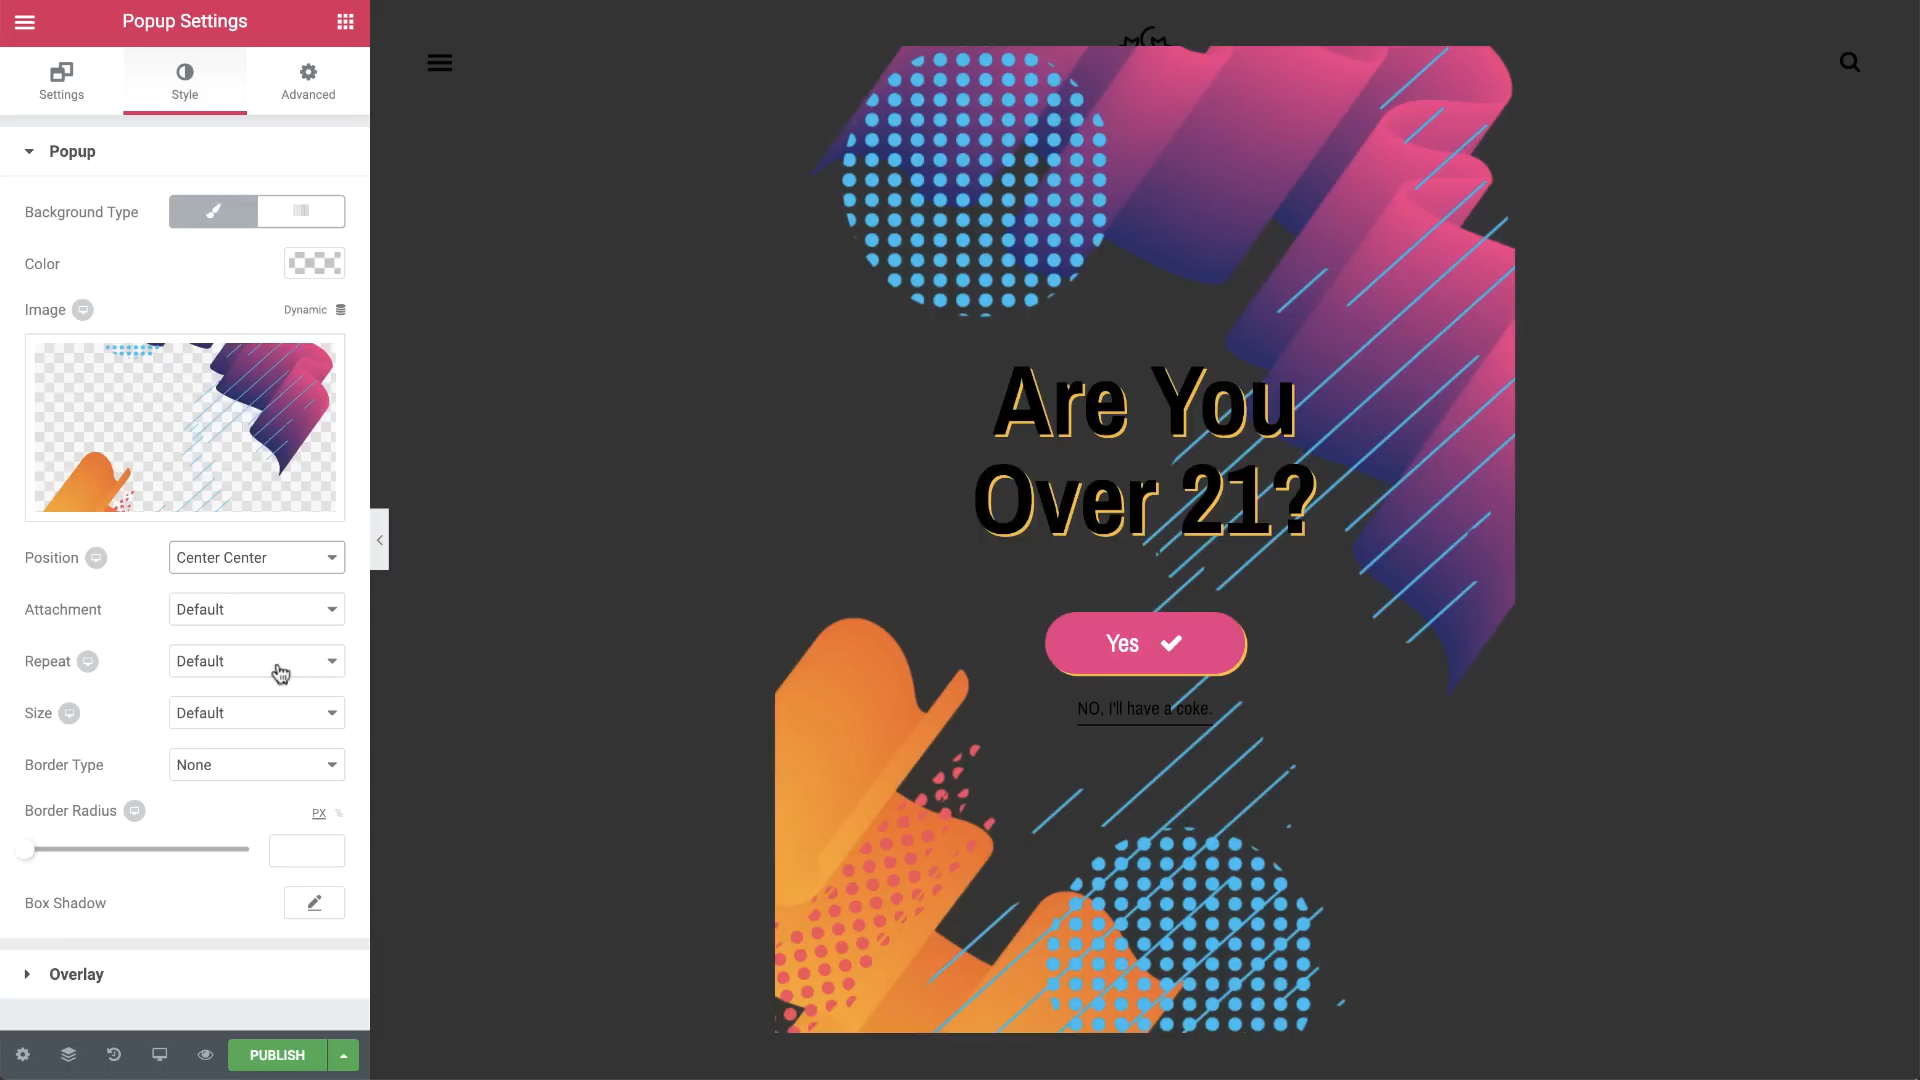 Popup Settings
Settings
Style
Advanced
Popup
Background Type
Color
Image
Dynamic
Position
Center Center
Attachment
Default
Repeat
Default
Size
Default
Border Type
None
Border Radius
PX %
Box Shadow
Overlay
PUBLISH
Are You
Over 21?
Yes
NO, I'll have a coke.